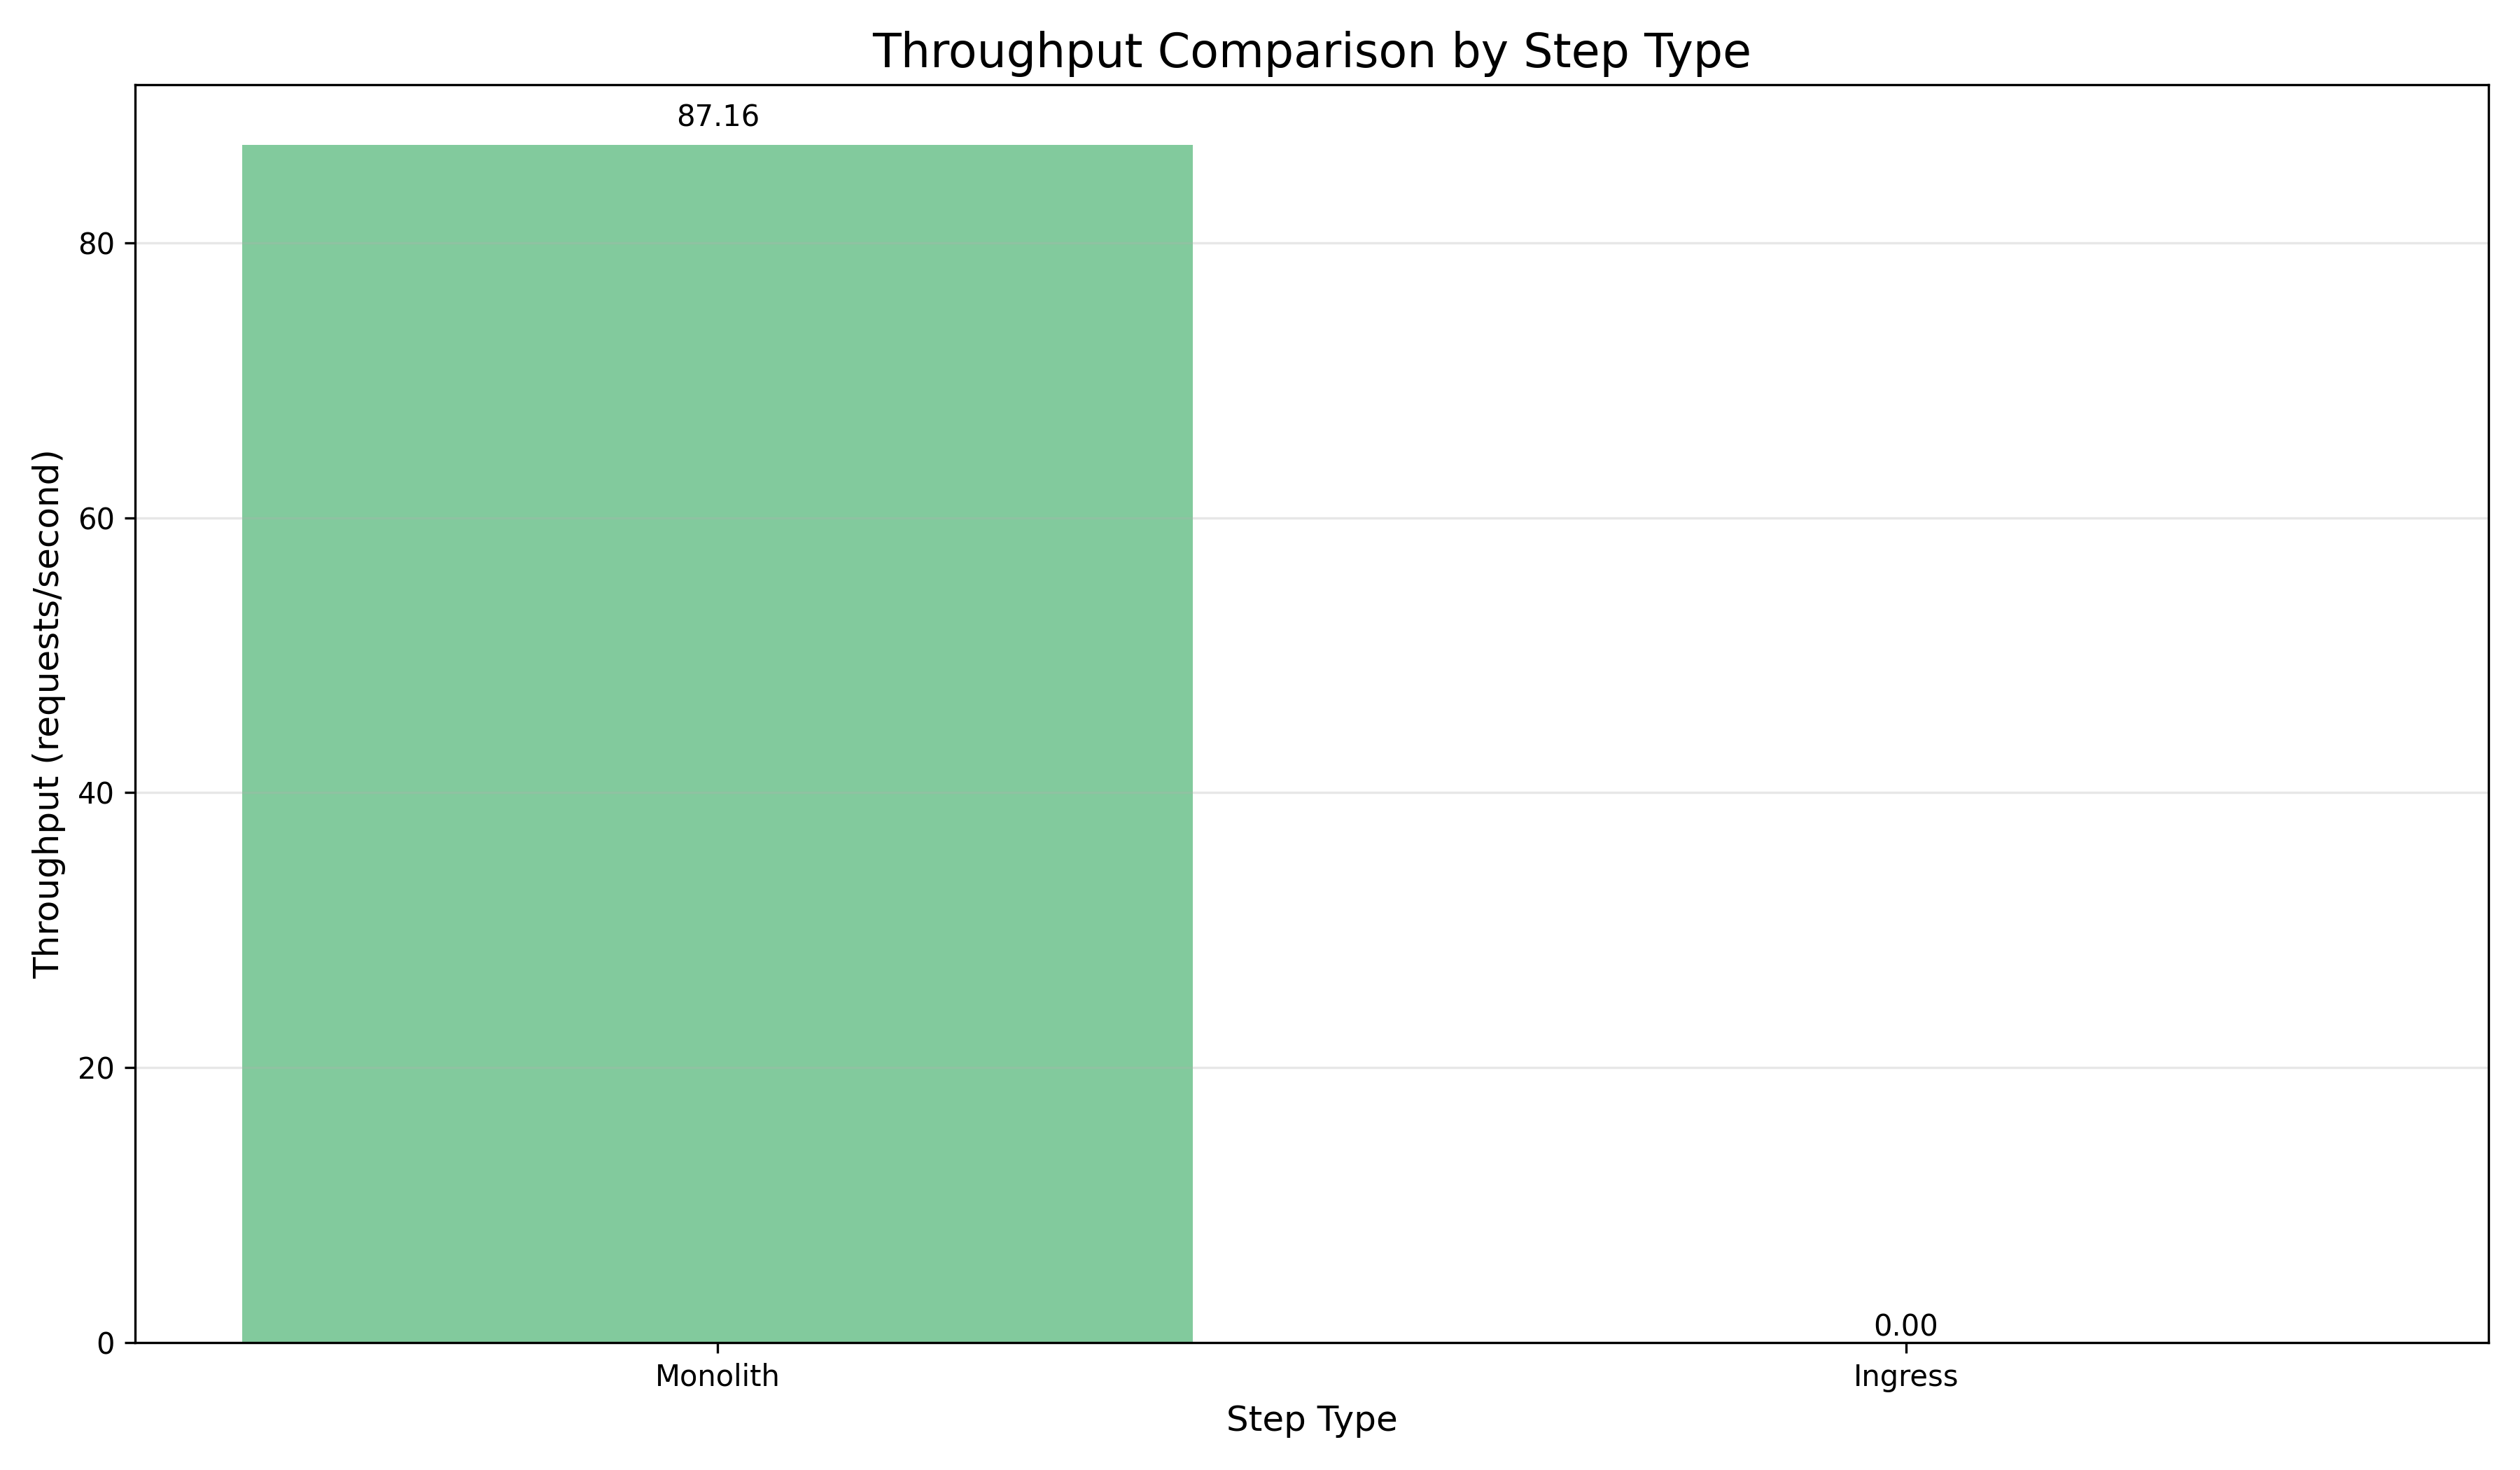 Throughput Comparison by Step Type
87.16
80
60
40
20
0
Throughput (requests/second)
0.00
Monolith
Ingress
Step Type